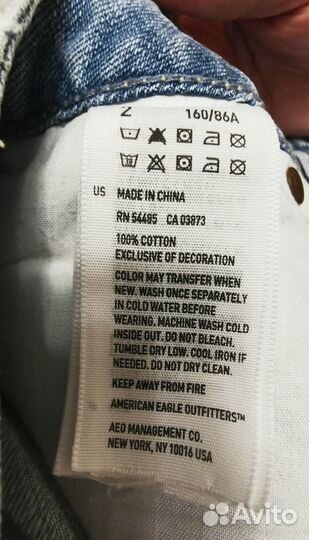 2 160/86A
US MADE IN CHINA
RN 54485 CA 03873
100% COTTON
EXCLUSIVE OF DECORATION
COLOR MAY TRANSFER WHEN
NEW. WASH ONCE SEPARATELY
IN COLD WATER BEFORE
WEARING. MACHINE WASH COLD
INSIDE OUT. DO NOT BLEACH.
TUMBLE DRY LOW. COOL IRON IF
NEEDED. DO NOT DRY CLEAN.
KEEP AWAY FROM FIRE
AMERICAN EAGLE OUTFITTERS™
AEO MANAGEMENT CO.
NEW YORK, NY 10016 USA
Avito